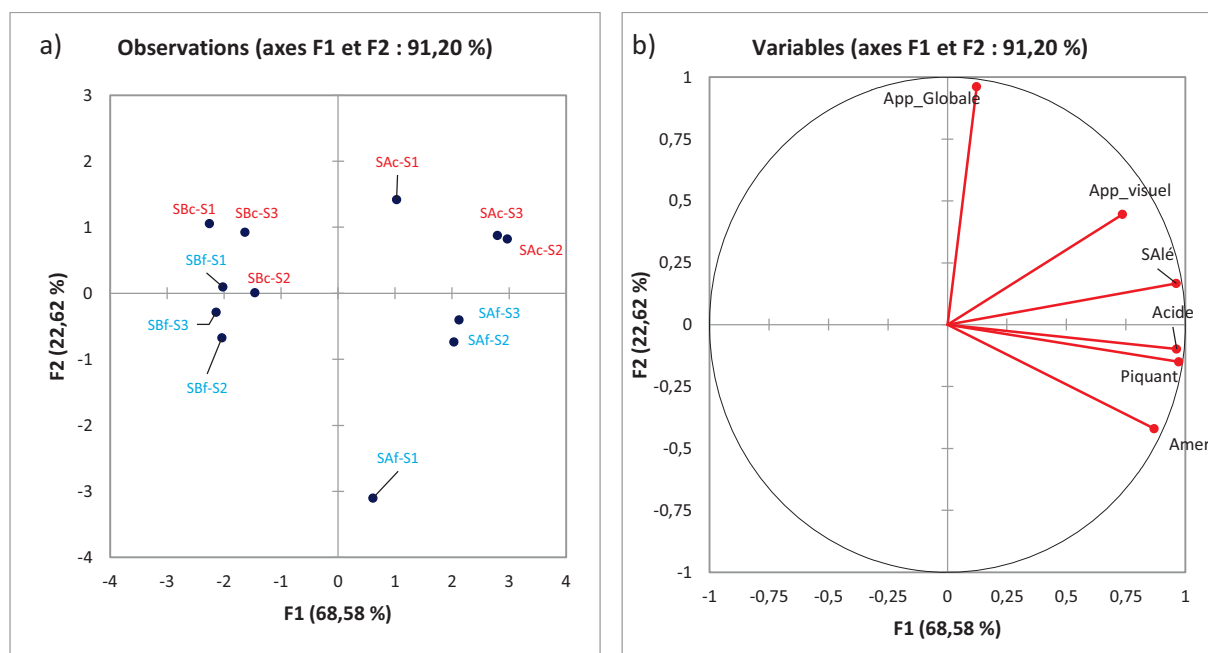 a)
Observations (axes F1 et F2 : 91,20 %)
3
2
1
0
-1
-2
-3
-4
F2 (22,62 %)
SAc-S1
SBc-S1
SBc-S3
SAc-S3
SAc-S2
SBf-S1
SBc-S2
SBf-S3
SAf-S3
SAf-S2
SBf-S2
SAf-S1
-4 -3 -2 -1 0 1 2 3 4
F1 (68,58 %)
b)
Variables (axes F1 et F2 : 91,20 %)
1
0,75
0,5
0,25
0
-0,25
-0,5
-0,75
-1
F2 (22,62 %)
App_Globale
App_visuel
SAlé
Acide
Piquant
Amer
-1 -0,75 -0,5 -0,25 0 0,25 0,5 0,75 1
F1 (68,58 %)